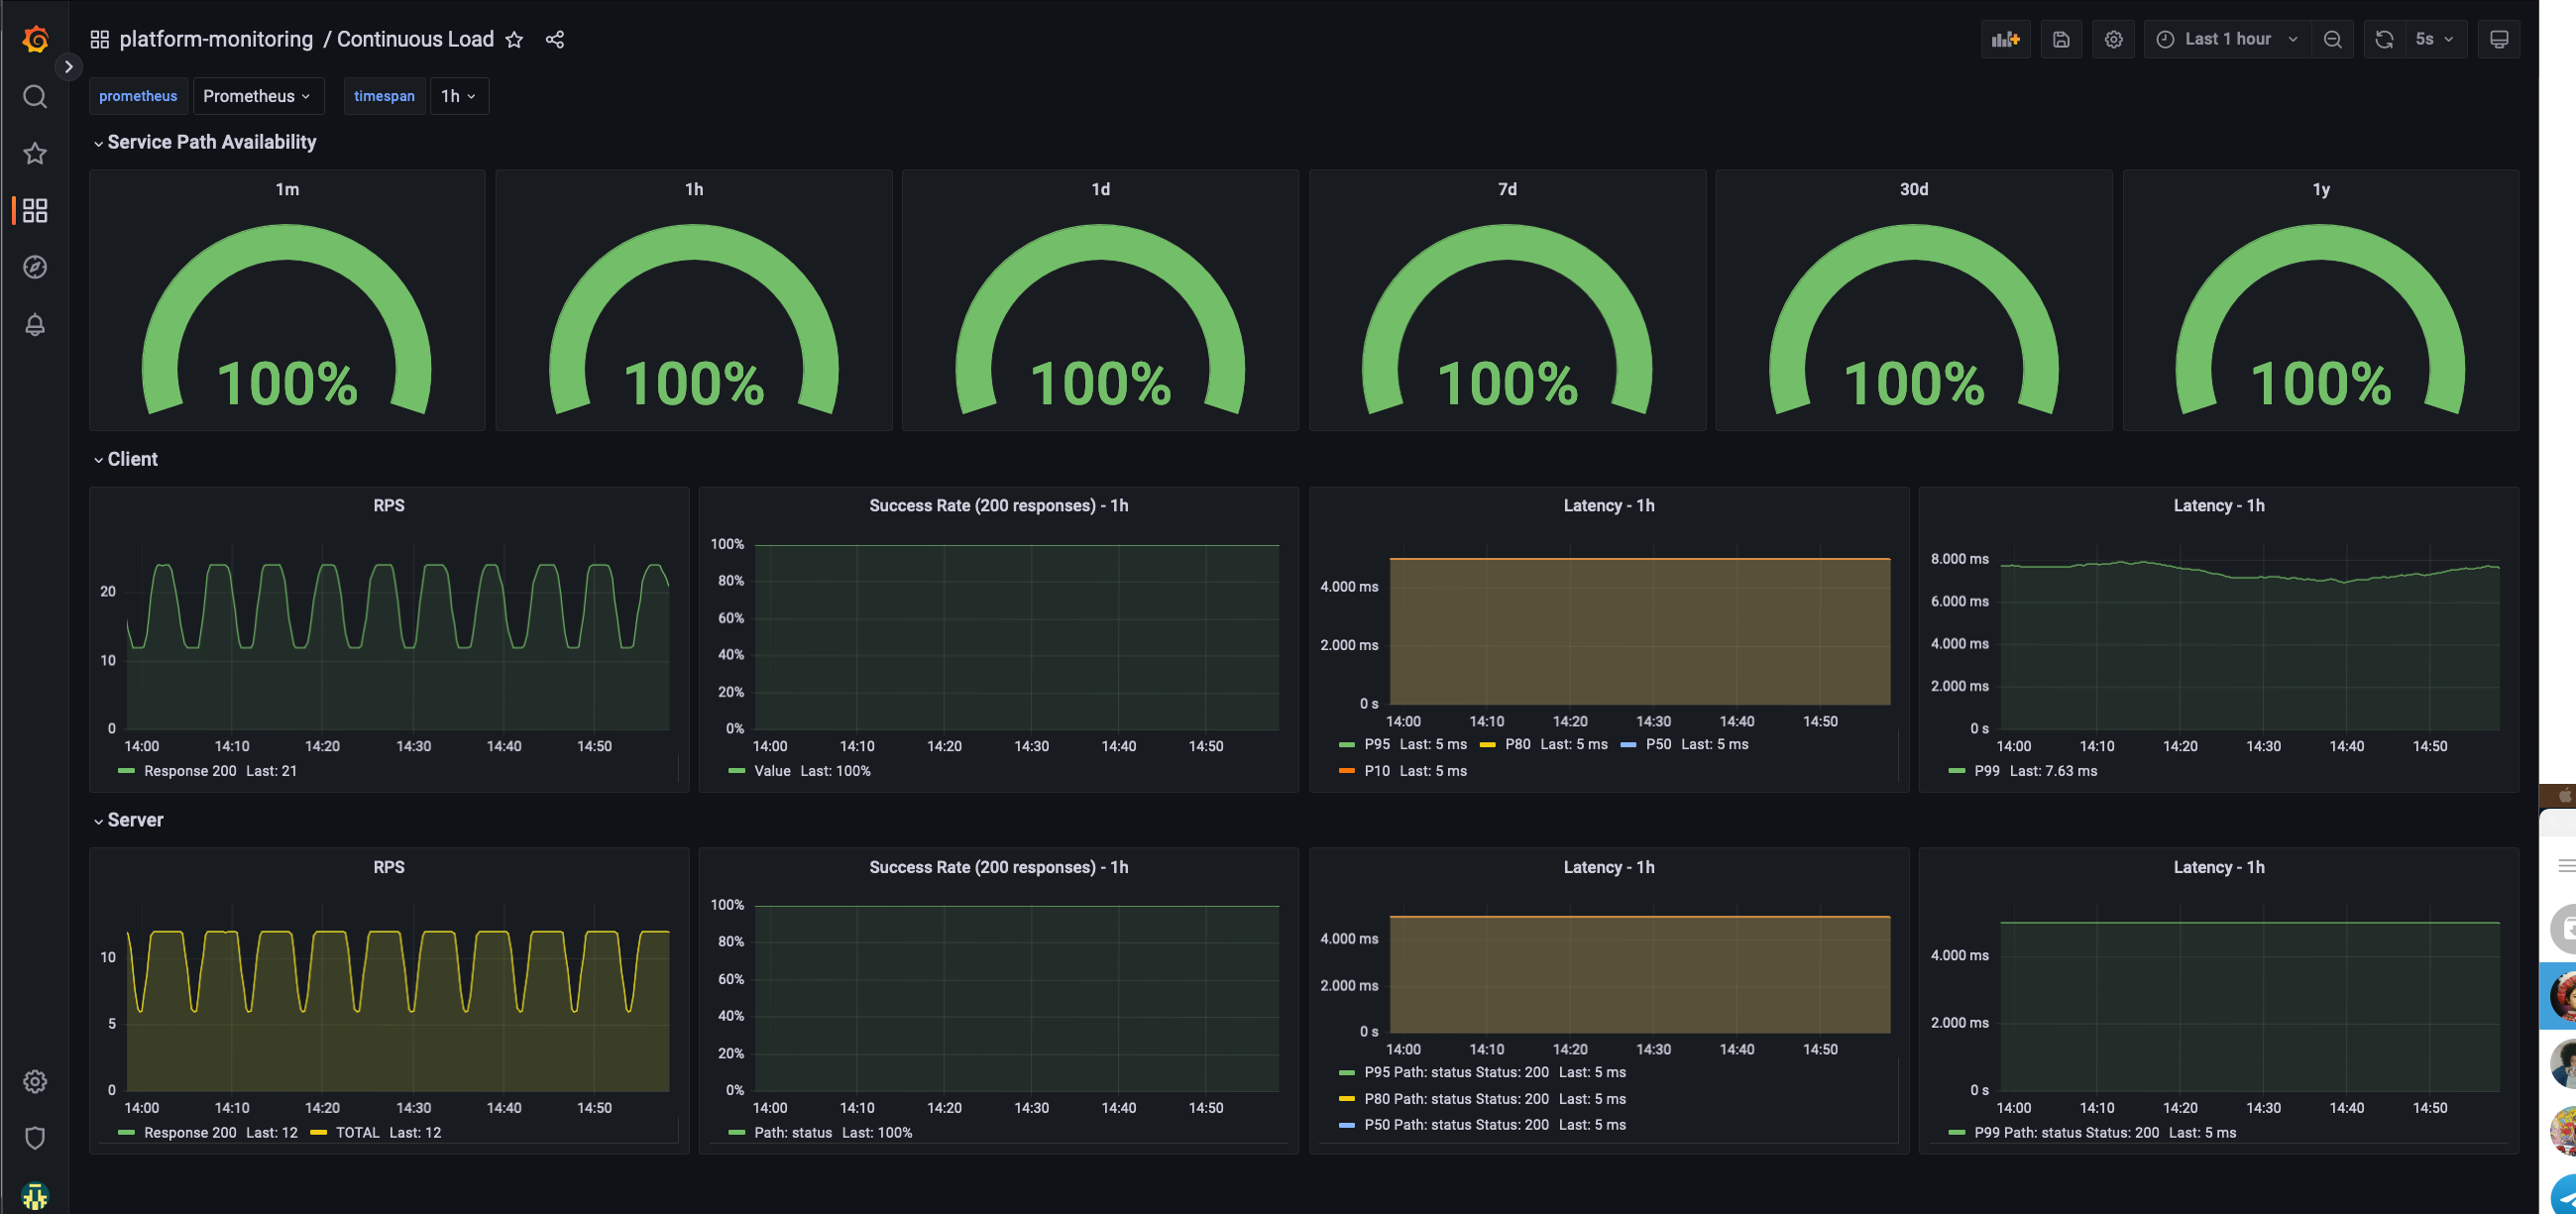 platform-monitoring / Continuous Load
Last 1 hour
5s
prometheus Prometheus timespan 1h
Service Path Availability
1m 1h 1d 7d 30d 1y
100% 100% 100% 100% 100% 100%
Client
RPS
20
10
0
14:00 14:10 14:20 14:30 14:40 14:50
Response 200 Last: 21
Success Rate (200 responses) - 1h
100%
80%
60%
40%
20%
0%
14:00 14:10 14:20 14:30 14:40 14:50
Value Last: 100%
Latency - 1h
4.000 ms
2.000 ms
0 s
14:00 14:10 14:20 14:30 14:40 14:50
P95 Last: 5 ms P80 Last: 5 ms P50 Last: 5 ms
P10 Last: 5 ms
Latency - 1h
8.000 ms
6.000 ms
4.000 ms
2.000 ms
0 s
14:00 14:10 14:20 14:30 14:40 14:50
P99 Last: 7.63 ms
Server
RPS
10
5
0
14:00 14:10 14:20 14:30 14:40 14:50
Response 200 Last: 12 TOTAL Last: 12
Success Rate (200 responses) - 1h
100%
80%
60%
40%
20%
0%
14:00 14:10 14:20 14:30 14:40 14:50
Path: status Last: 100%
Latency - 1h
4.000 ms
2.000 ms
0 s
14:00 14:10 14:20 14:30 14:40 14:50
P95 Path: status Status: 200 Last: 5 ms
P80 Path: status Status: 200 Last: 5 ms
P50 Path: status Status: 200 Last: 5 ms
Latency - 1h
4.000 ms
2.000 ms
0 s
14:00 14:10 14:20 14:30 14:40 14:50
P99 Path: status Status: 200 Last: 5 ms